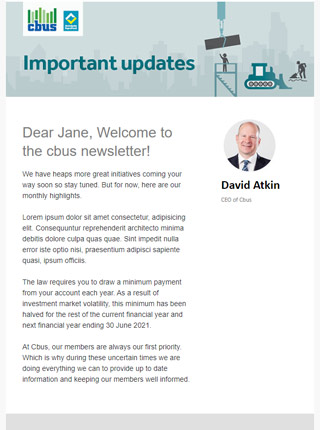 cbus
Important updates
Dear Jane, Welcome to
the cbus newsletter!
We have heaps more great initiatives coming your
way soon so stay tuned. But for now, here are our
monthly highlights.
Lorem ipsum dolor sit amet consectetur, adipisicing
elit. Consequuntur reprehenderit architecto minima
debitis dolore culpa quas quae. Sint impedit nulla
error iste optio nisi, praesentium adipisci sapiente
quasi, ipsum officiis.
The law requires you to draw a minimum payment
from your account each year. As a result of
investment market volatility, this minimum has been
halved for the rest of the current financial year and
next financial year ending 30 June 2021.
At Cbus, our members are always our first priority.
Which is why during these uncertain times we are
doing everything we can to provide up to date
information and keeping our members well informed.
David Atkin
CEO of Cbus